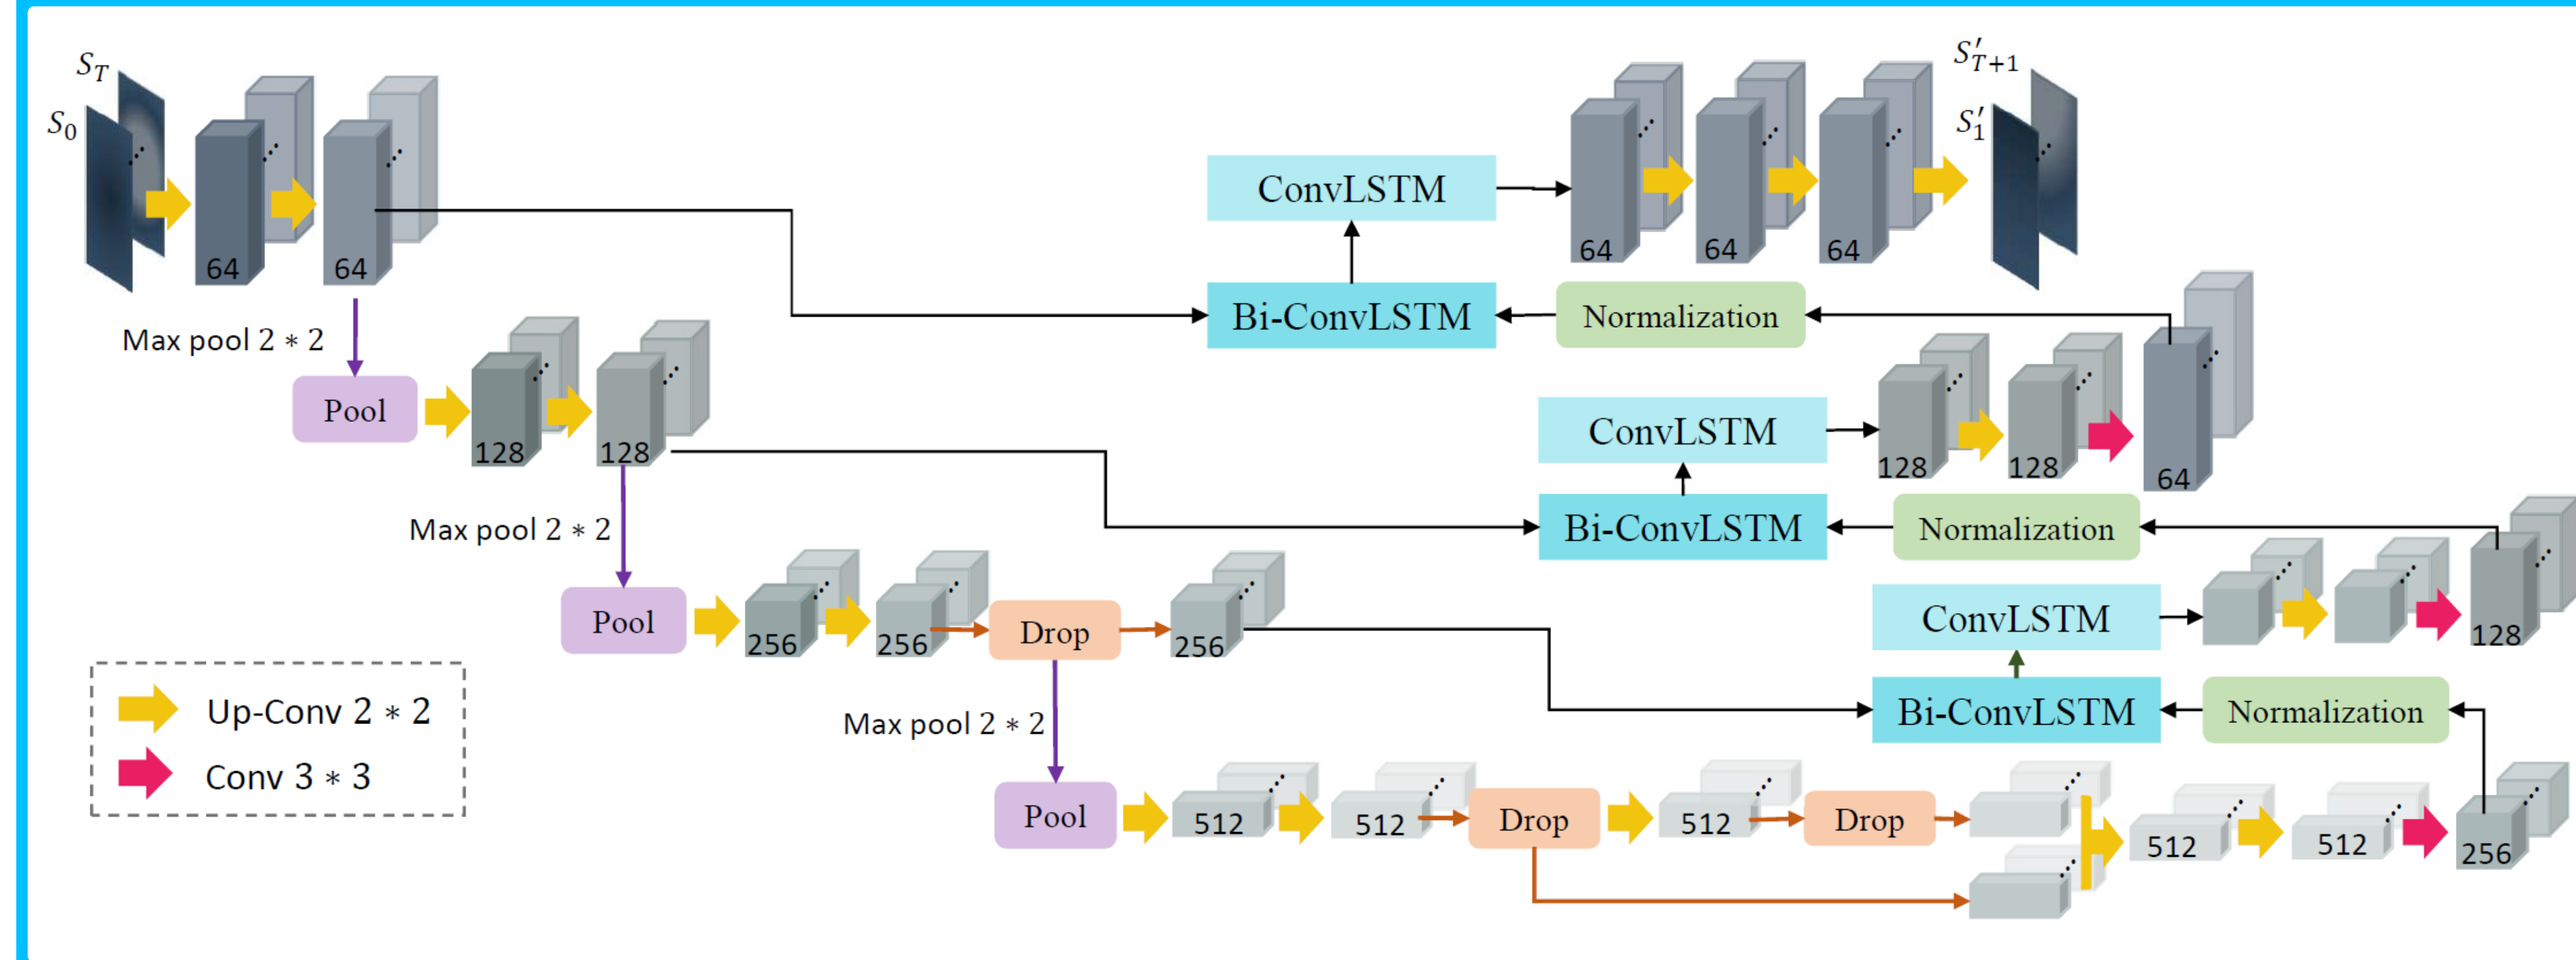 S_T
S_0
64
64
ConvLSTM
64
64
64
S'_{T+1}
S'_1
Bi-ConvLSTM
Normalization
Max pool 2 * 2
Pool
128
128
ConvLSTM
128
128
64
Max pool 2 * 2
Bi-ConvLSTM
Normalization
Pool
256
256
Drop
256
ConvLSTM
128
Bi-ConvLSTM
Normalization
Max pool 2 * 2
Up-Conv 2 * 2
Conv 3 * 3
Pool
512
512
Drop
512
Drop
512
512
256